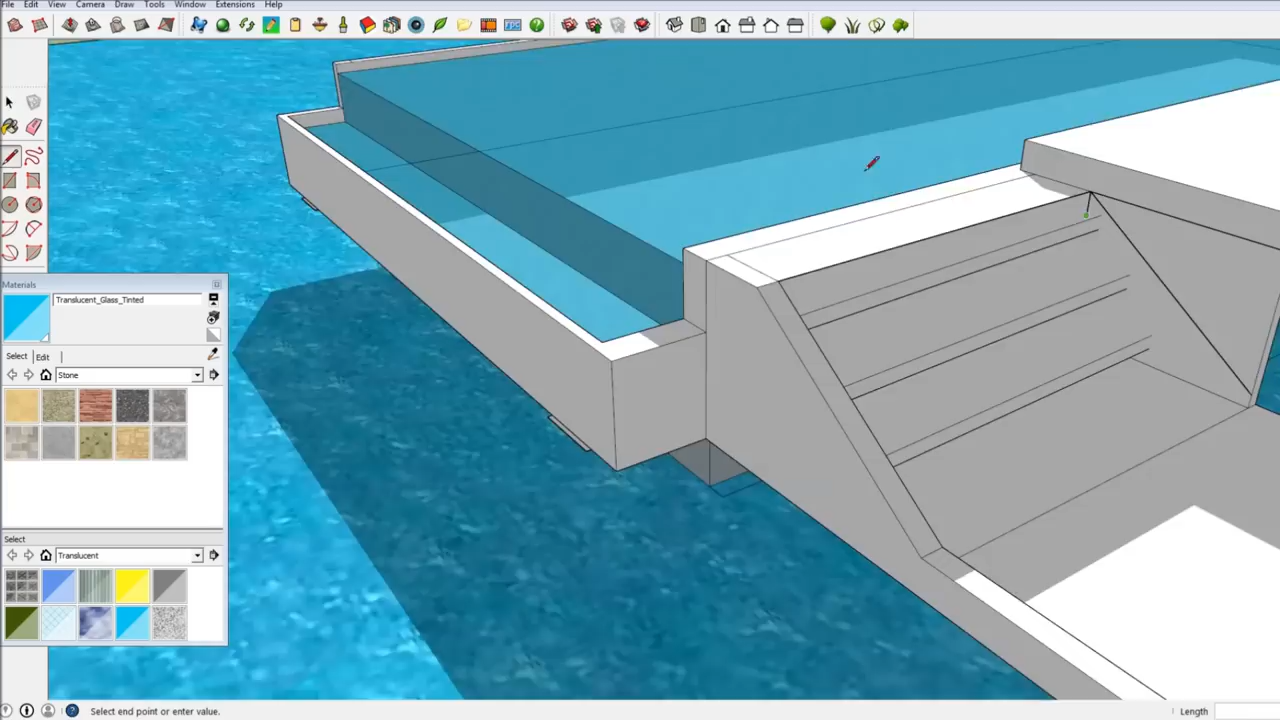 File Edit View Camera Draw Tools Window Extensions Help
Materials
Translucent_Glass_Tinted
Select Edit
Stone
Select
Translucent
Select end point or enter value.
Length